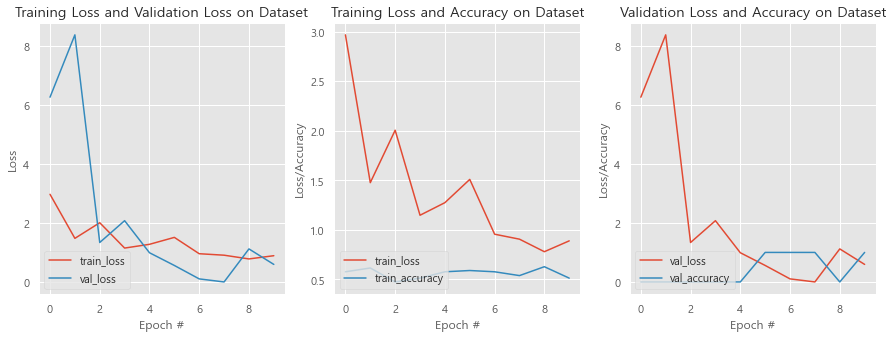 Training Loss and Validation Loss on Dataset
8
6
4
2
0
Loss
train_loss
val_loss
0 2 4 6 8
Epoch #
Training Loss and Accuracy on Dataset
3.0
2.5
2.0
1.5
1.0
0.5
Loss/Accuracy
train_loss
train_accuracy
0 2 4 6 8
Epoch #
Validation Loss and Accuracy on Dataset
8
6
4
2
0
Loss/Accuracy
val_loss
val_accuracy
0 2 4 6 8
Epoch #